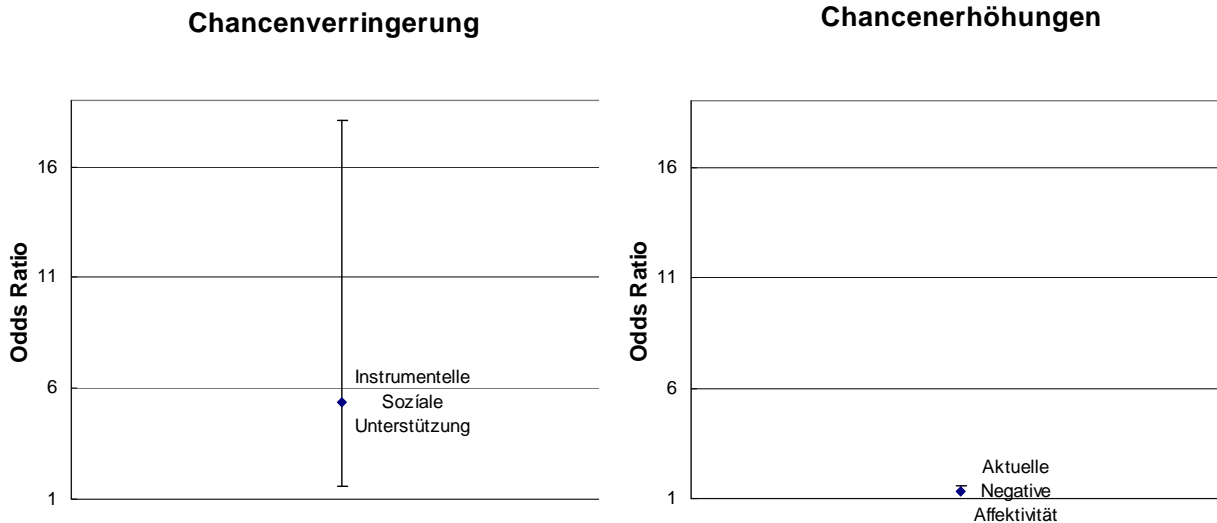 Chancenverringerung
Odds Ratio
16
11
6
1
Instrumentelle
Sozíale
Unterstützung
Chancenerhöhungen
Odds Ratio
16
11
6
1
Aktuelle
Negative
Affektivität